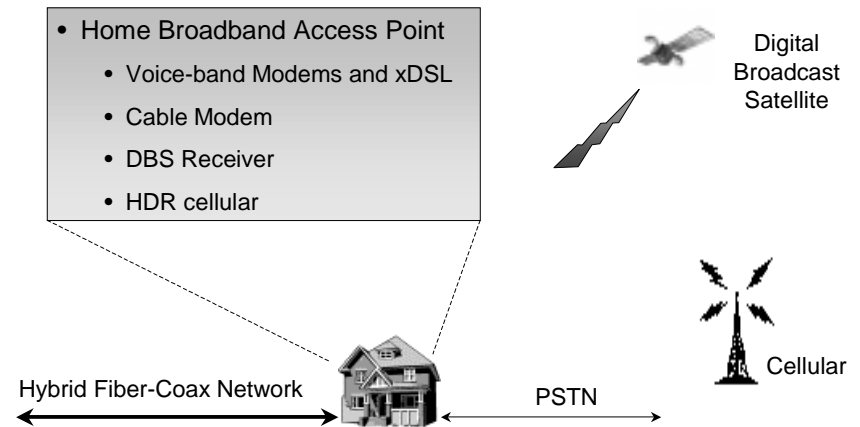 • Home Broadband Access Point
• Voice-band Modems and xDSL
• Cable Modem
• DBS Receiver
• HDR cellular
Digital
Broadcast
Satellite
Cellular
Hybrid Fiber-Coax Network
PSTN